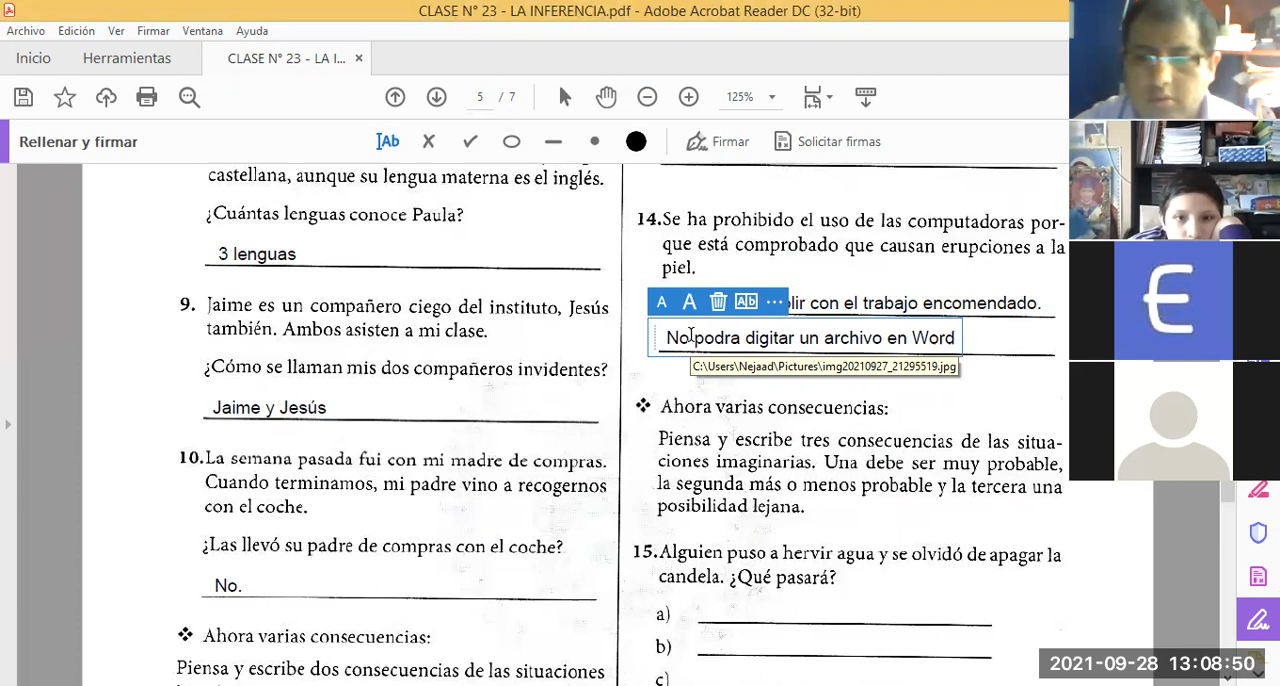 CLASE N° 23 - LA INFERENCIA.pdf - Adobe Acrobat Reader DC (32-bit)
Archivo Edición Ver Firmar Ventana Ayuda
Inicio Herramientas CLASE N° 23 - LA I... ×
5 / 7 125%
Rellenar y firmar
Ab Firmar Solicitar firmas
castellana, aunque su lengua materna es el inglés.
¿Cuántas lenguas conoce Paula?
3 lenguas
9. Jaime es un compañero ciego del instituto, Jesús
también. Ambos asisten a mi clase.
¿Cómo se llaman mis dos compañeros invidentes?
Jaime y Jesús
10.La semana pasada fui con mi madre de compras.
Cuando terminamos, mi padre vino a recogernos
con el coche.
¿Las llevó su padre de compras con el coche?
No.
❖ Ahora varias consecuencias:
Piensa y escribe dos consecuencias de las situaciones
14.Se ha prohibido el uso de las computadoras por-
que está comprobado que causan erupciones a la
piel.
A A Ab ...
con el trabajo encomendado.
No podra digitar un archivo en Word
C:\Users\Nejaad\Pictures\img20210927_21295519.jpg
❖ Ahora varias consecuencias:
Piensa y escribe tres consecuencias de las situa-
ciones imaginarias. Una debe ser muy probable,
la segunda más o menos probable y la tercera una
posibilidad lejana.
15.Alguien puso a hervir agua y se olvidó de apagar la
candela. ¿Qué pasará?
a)
b)
c)
E
2021-09-28 13:08:50